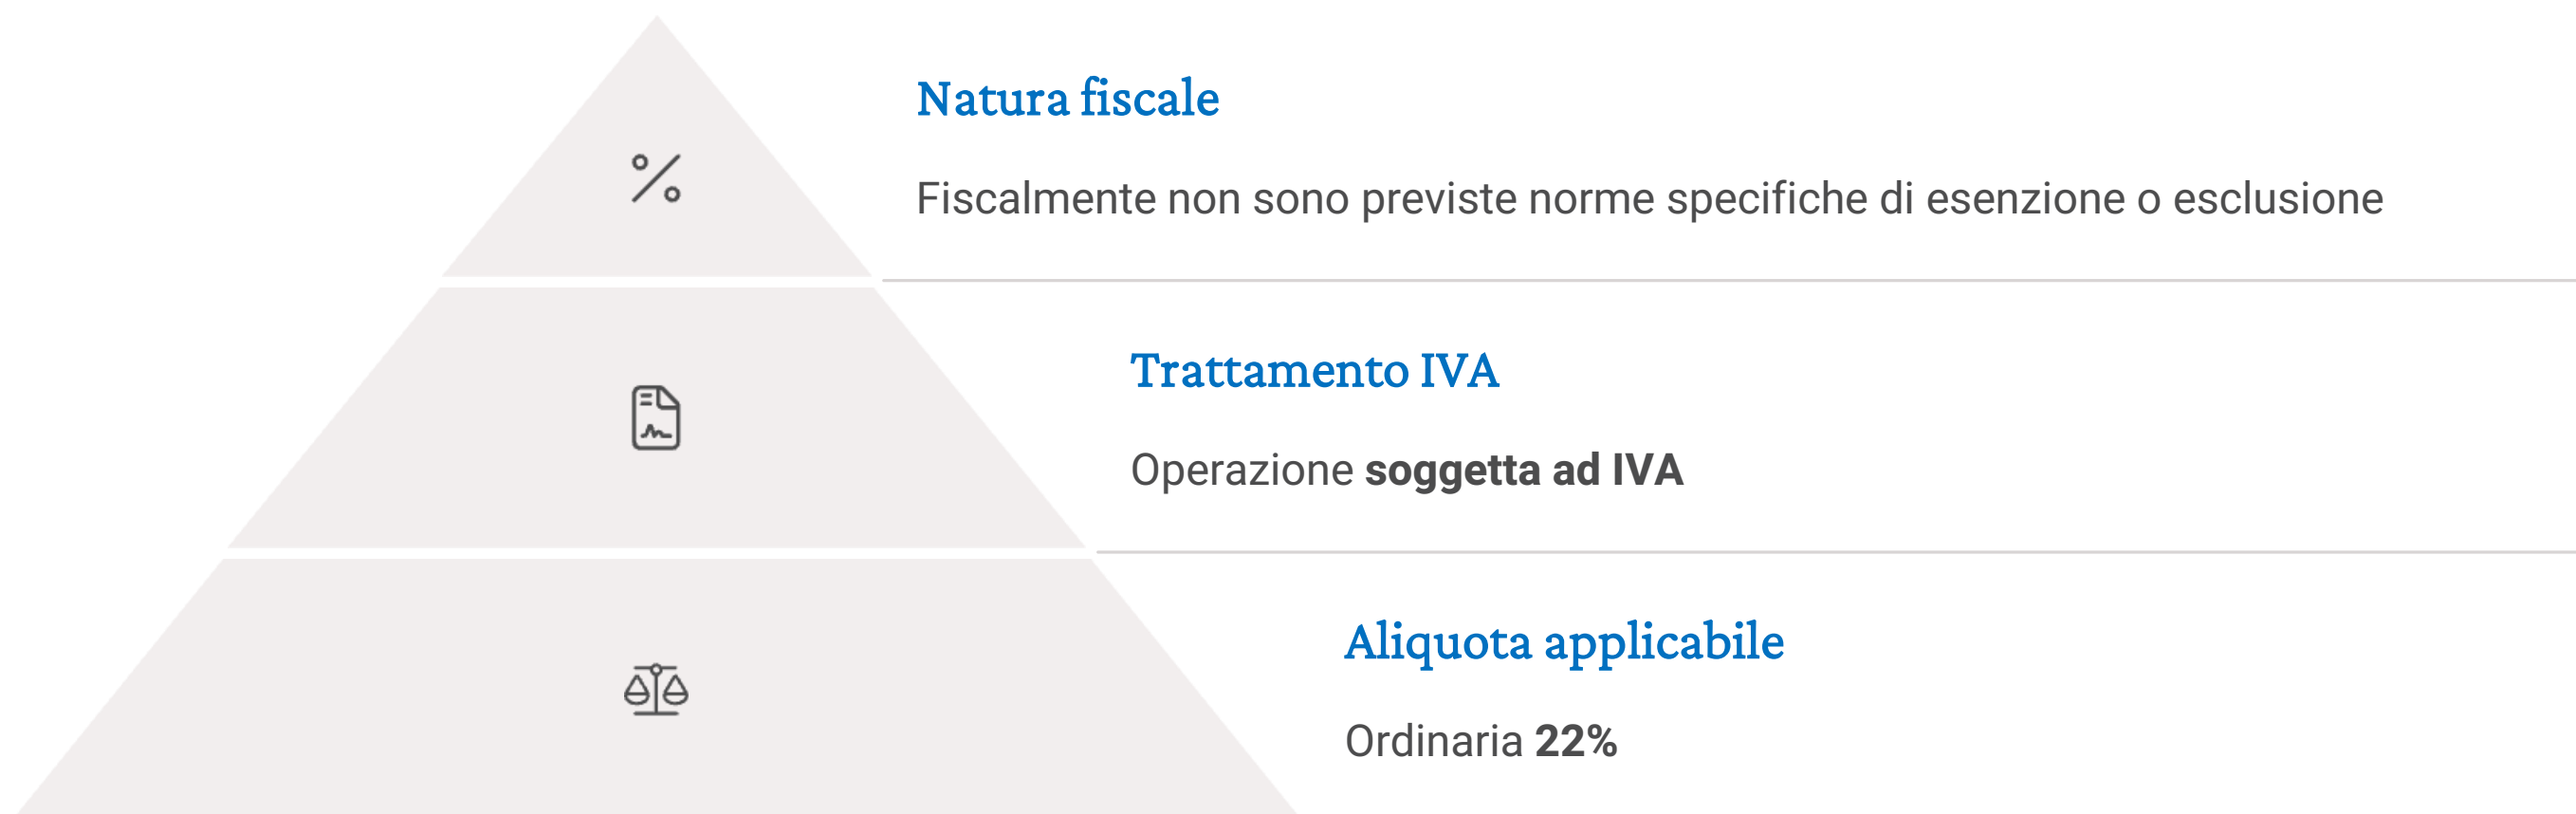 Natura fiscale
Fiscalmente non sono previste norme specifiche di esenzione o esclusione
Trattamento IVA
Operazione soggetta ad IVA
Aliquota applicabile
Ordinaria 22%